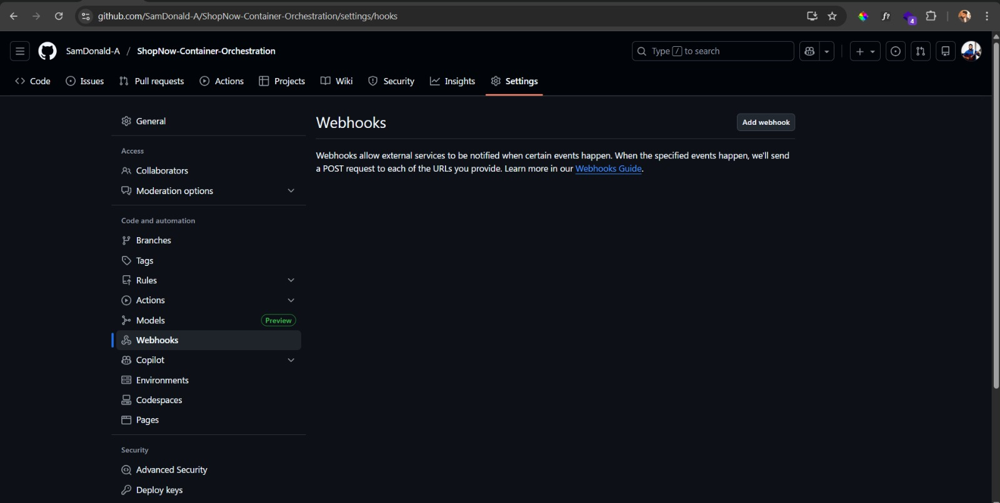 github.com/SamDonald-A/ShopNow-Container-Orchestration/settings/hooks
f?
4
SamDonald-A / ShopNow-Container-Orchestration
Type / to search
Code Issues Pull requests Actions Projects Wiki Security Insights Settings
General
Access
Collaborators
Moderation options
Code and automation
Branches
Tags
Rules
Actions
Models Preview
Webhooks
Copilot
Environments
Codespaces
Pages
Security
Advanced Security
Deploy keys
Webhooks
Add webhook
Webhooks allow external services to be notified when certain events happen. When the specified events happen, we'll send
a POST request to each of the URLs you provide. Learn more in our Webhooks Guide.